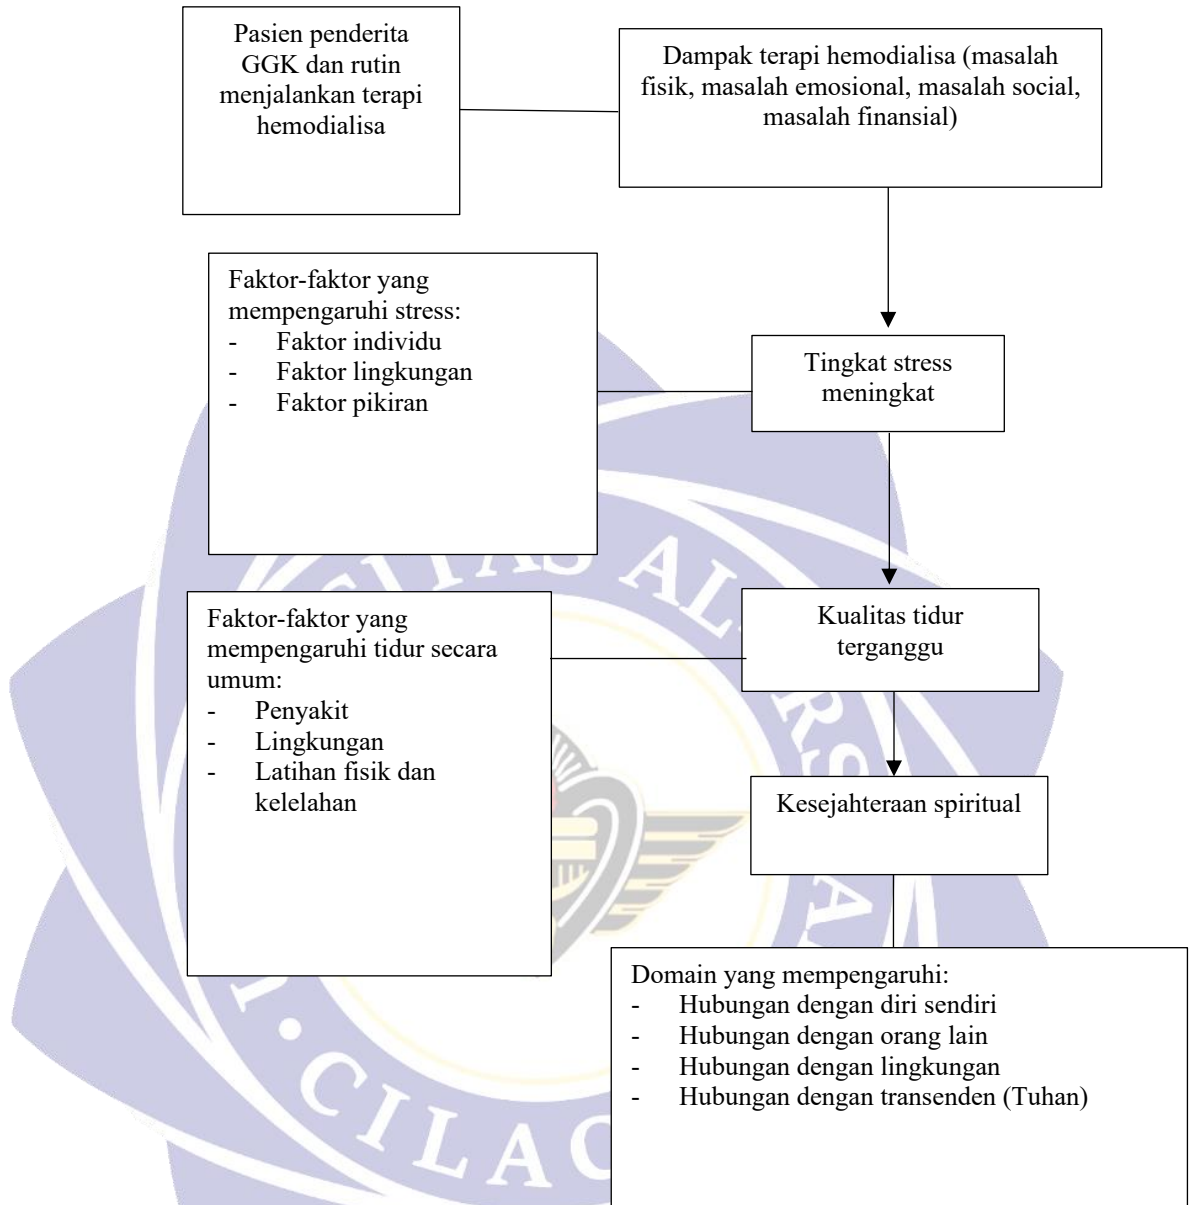 Pasien penderita
GGK dan rutin
menjalankan terapi
hemodialisa
Dampak terapi hemodialisa (masalah
fisik, masalah emosional, masalah social,
masalah finansial)
Faktor-faktor yang
mempengaruhi stress:
- Faktor individu
- Faktor lingkungan
- Faktor pikiran
Tingkat stress
meningkat
Faktor-faktor yang
mempengaruhi tidur secara
umum:
- Penyakit
- Lingkungan
- Latihan fisik dan
kelelahan
Kualitas tidur
terganggu
Kesejahteraan spiritual
Domain yang mempengaruhi:
- Hubungan dengan diri sendiri
- Hubungan dengan orang lain
- Hubungan dengan lingkungan
- Hubungan dengan transenden (Tuhan)